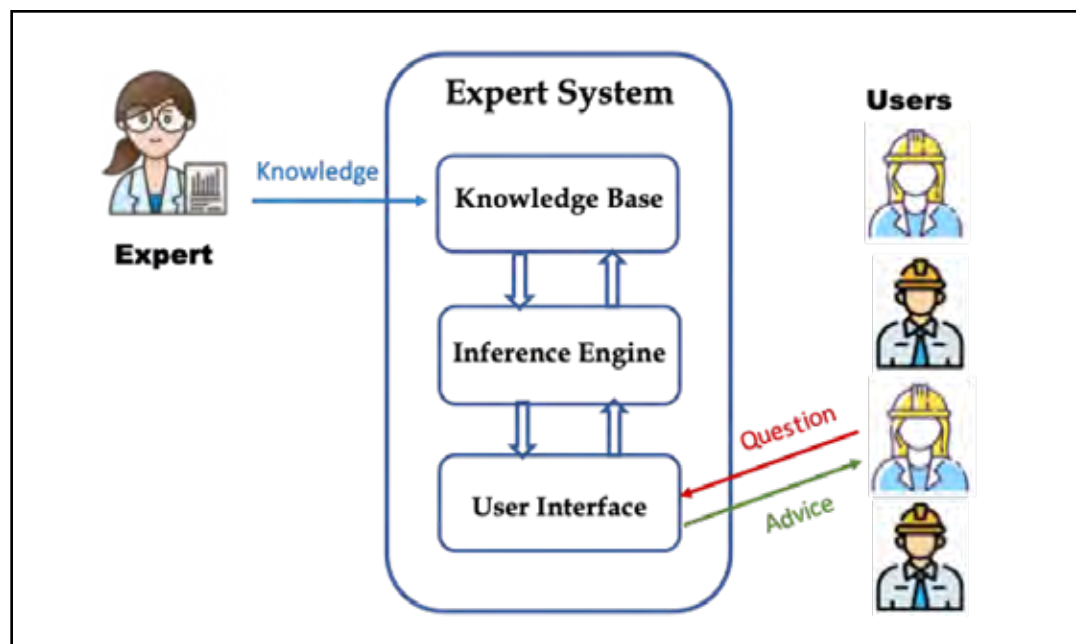 Expert System
Users
Knowledge
Knowledge Base
Expert
Inference Engine
Question
User Interface
Advice